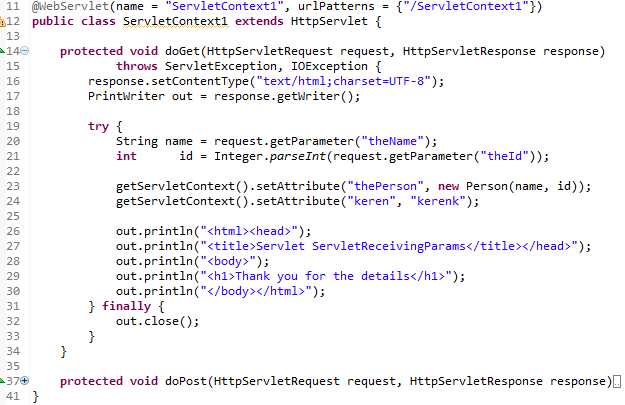 11 @WebServlet(name = "ServletContext1", urlPatterns = {"/ServletContext1"})
12 public class ServletContext1 extends HttpServlet {
13
14     protected void doGet(HttpServletRequest request, HttpServletResponse response)
15             throws ServletException, IOException {
16         response.setContentType("text/html;charset=UTF-8");
17         PrintWriter out = response.getWriter();
18
19         try {
20             String name = request.getParameter("theName");
21             int      id = Integer.parseInt(request.getParameter("theId"));
22
23             getServletContext().setAttribute("thePerson", new Person(name, id));
24             getServletContext().setAttribute("keren", "kerenk");
25
26             out.println("<html><head>");
27             out.println("<title>Servlet ServletReceivingParams</title></head>");
28             out.println("<body>");
29             out.println("<h1>Thank you for the details</h1>");
30             out.println("</body></html>");
31         } finally {
32             out.close();
33         }
34     }
35
37     protected void doPost(HttpServletRequest request, HttpServletResponse response)
41 }